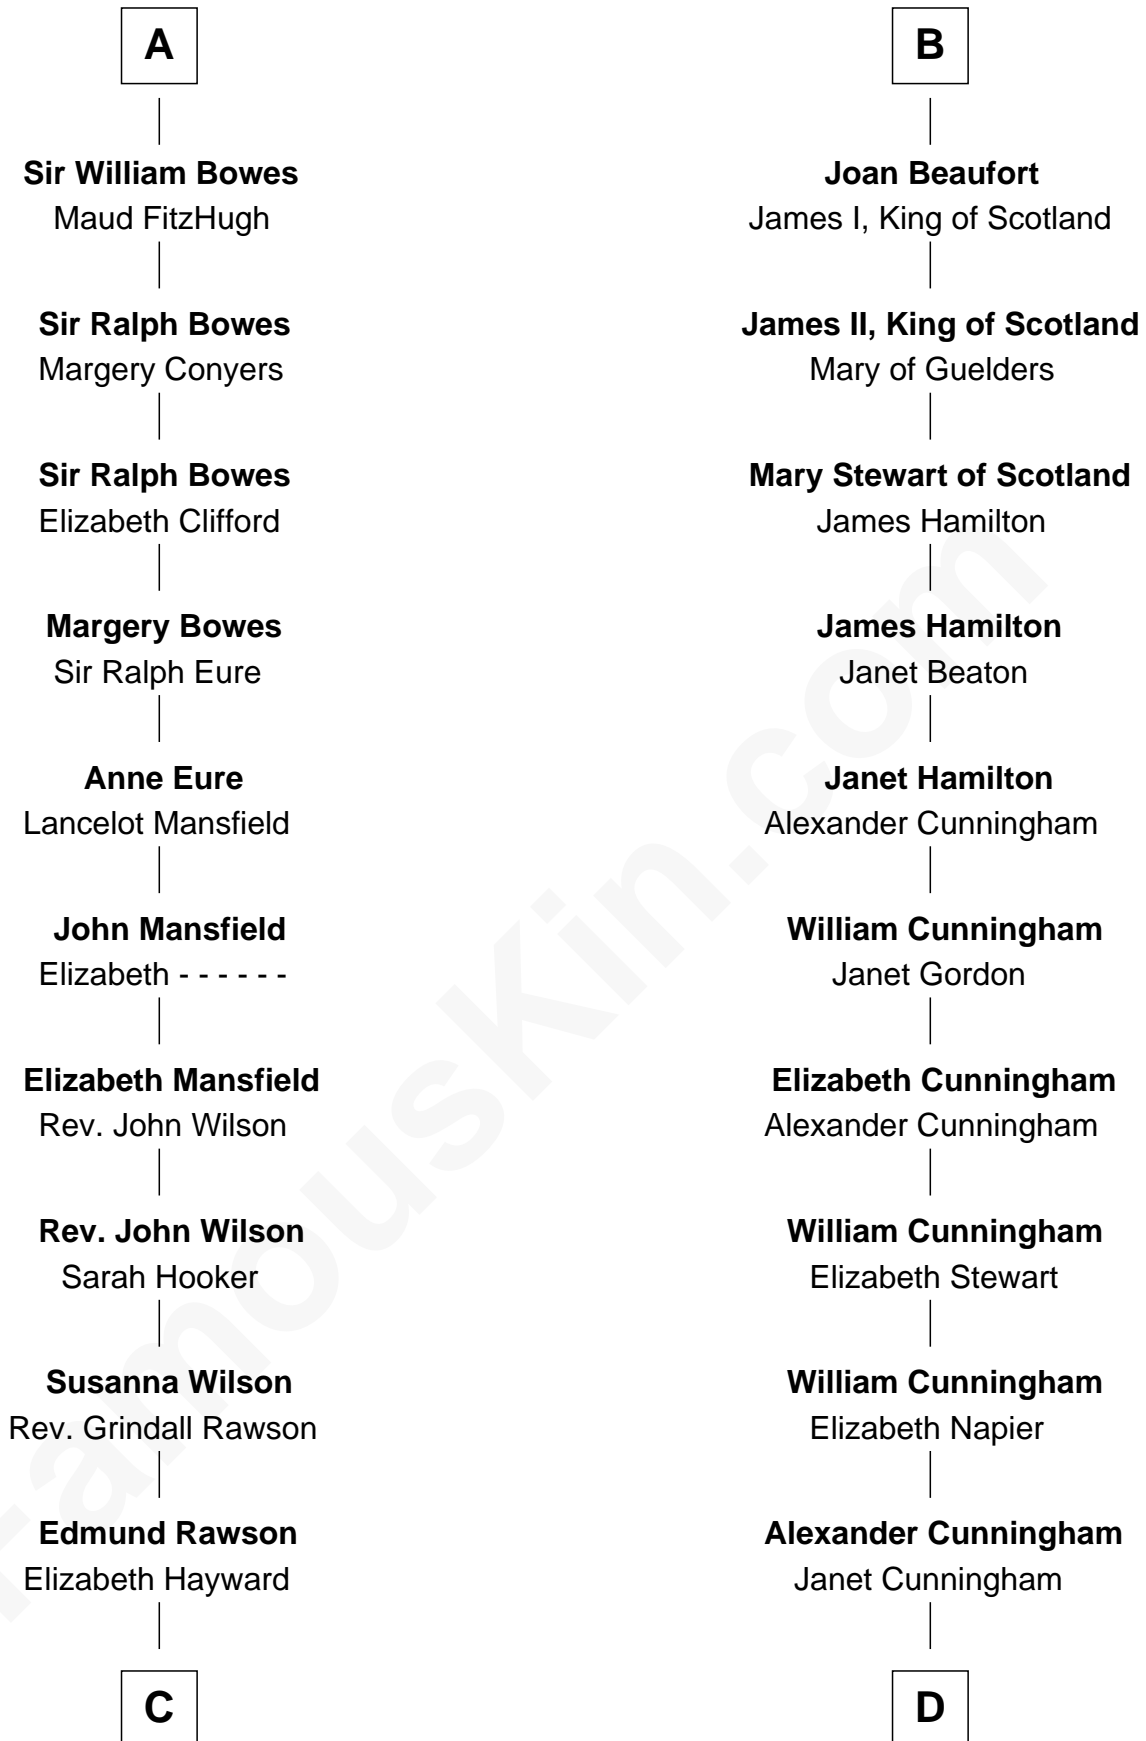 A
Sir William Bowes
Maud FitzHugh
Sir Ralph Bowes
Margery Conyers
Sir Ralph Bowes
Elizabeth Clifford
Margery Bowes
Sir Ralph Eure
Anne Eure
Lancelot Mansfield
John Mansfield
Elizabeth - - - - - -
Elizabeth Mansfield
Rev. John Wilson
Rev. John Wilson
Sarah Hooker
Susanna Wilson
Rev. Grindall Rawson
Edmund Rawson
Elizabeth Hayward
C
B
Joan Beaufort
James I, King of Scotland
James II, King of Scotland
Mary of Guelders
Mary Stewart of Scotland
James Hamilton
James Hamilton
Janet Beaton
Janet Hamilton
Alexander Cunningham
William Cunningham
Janet Gordon
Elizabeth Cunningham
Alexander Cunningham
William Cunningham
Elizabeth Stewart
William Cunningham
Elizabeth Napier
Alexander Cunningham
Janet Cunningham
D
FamousKin.com